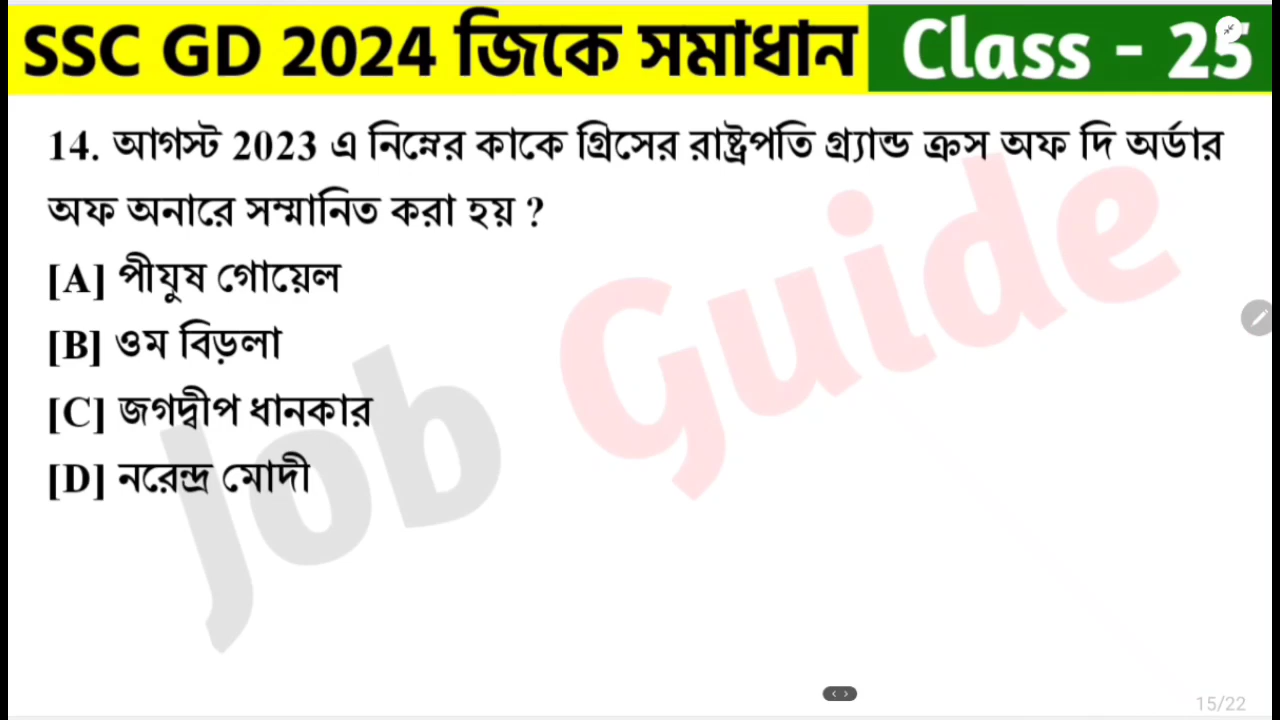 SSC GD 2024 জিকে সমাধান Class - 25
14. আগস্ট 2023 এ নিম্নের কাকে গ্রিসের রাষ্ট্রপতি গ্র্যান্ড ক্রস অফ দি অর্ডার
অফ অনারে সম্মানিত করা হয় ?
[A] পীযুষ গোয়েল
[B] ওম বিড়লা
[C] জগদ্বীপ ধানকার
[D] নরেন্দ্র মোদী
Job Guide
15/22